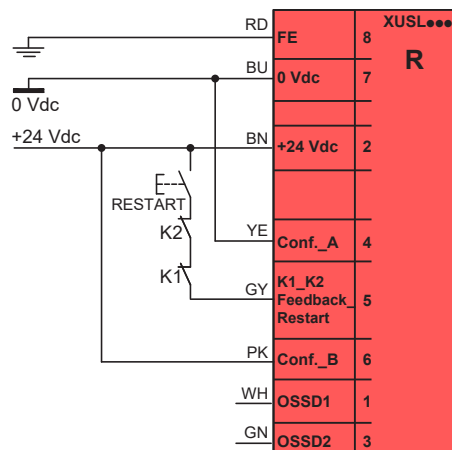 XUSL●●●
R
RD
FE
8
BU
0 Vdc
7
0 Vdc
+24 Vdc
BN
+24 Vdc
2
RESTART
K2
YE
Conf._A
4
K1
GY
K1_K2
Feedback_
Restart
5
PK
Conf._B
6
WH
OSSD1
1
GN
OSSD2
3